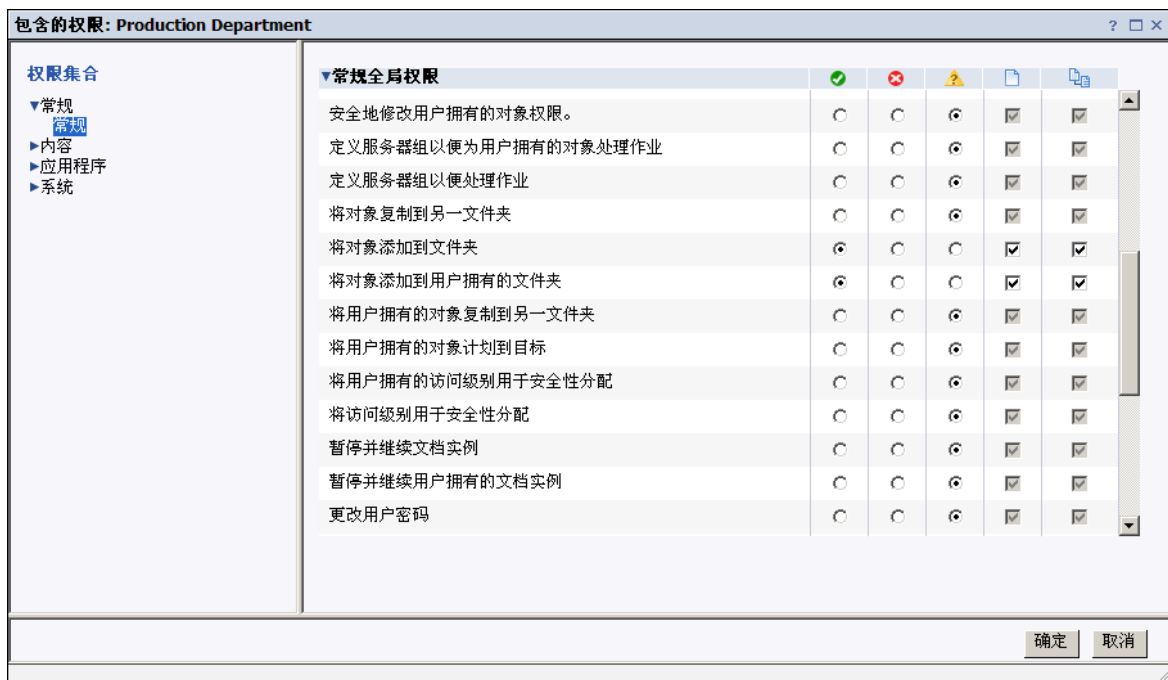 包含的权限: Production Department
?
权限集合
▼常规
常规
▶内容
▶应用程序
▶系统
▼常规全局权限
安全地修改用户拥有的对象权限。
定义服务器组以便为用户拥有的对象处理作业
定义服务器组以便处理作业
将对象复制到另一文件夹
将对象添加到文件夹
将对象添加到用户拥有的文件夹
将用户拥有的对象复制到另一文件夹
将用户拥有的对象计划到目标
将用户拥有的访问级别用于安全性分配
将访问级别用于安全性分配
暂停并继续文档实例
暂停并继续用户拥有的文档实例
更改用户密码
确定
取消